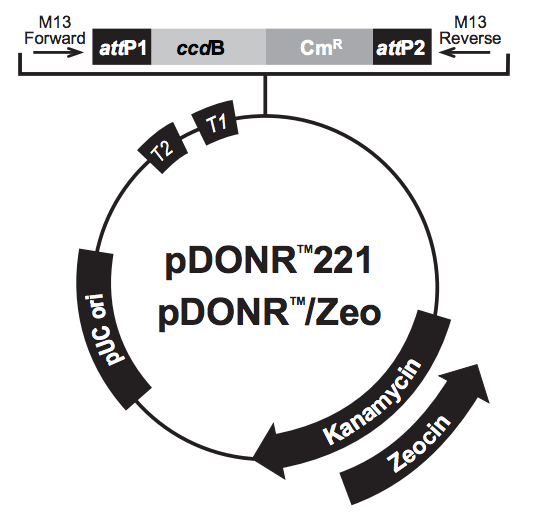 M13
Forward
attP1
ccdB
CmR
attP2
M13
Reverse
T2
T1
pDONR™221
pDONR™/Zeo
pUC ori
Kanamycin
Zeocin